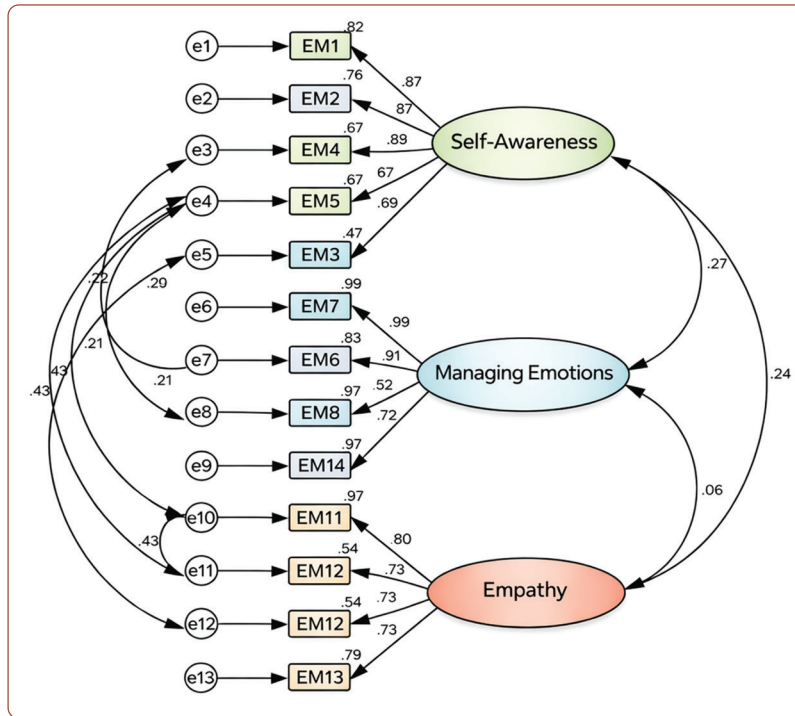 .82
e1 EM1
.87
.76
e2 EM2
87
.67
e3 EM4 .89 Self-Awareness
.67 67
e4 EM5
.69
.47
e5 EM3
.27
.22 .29
.99
e6 EM7
.99
.83
.21
e7 EM6 .91
Managing Emotions
.43 43 .21 .52
.24
.97
e8 EM8 .72
.97
e9 EM14
.06
.97
e10 EM11
.80
.43 .54
e11 EM12 .73
Empathy
.54 .73
e12 EM12
.73
.79
e13 EM13